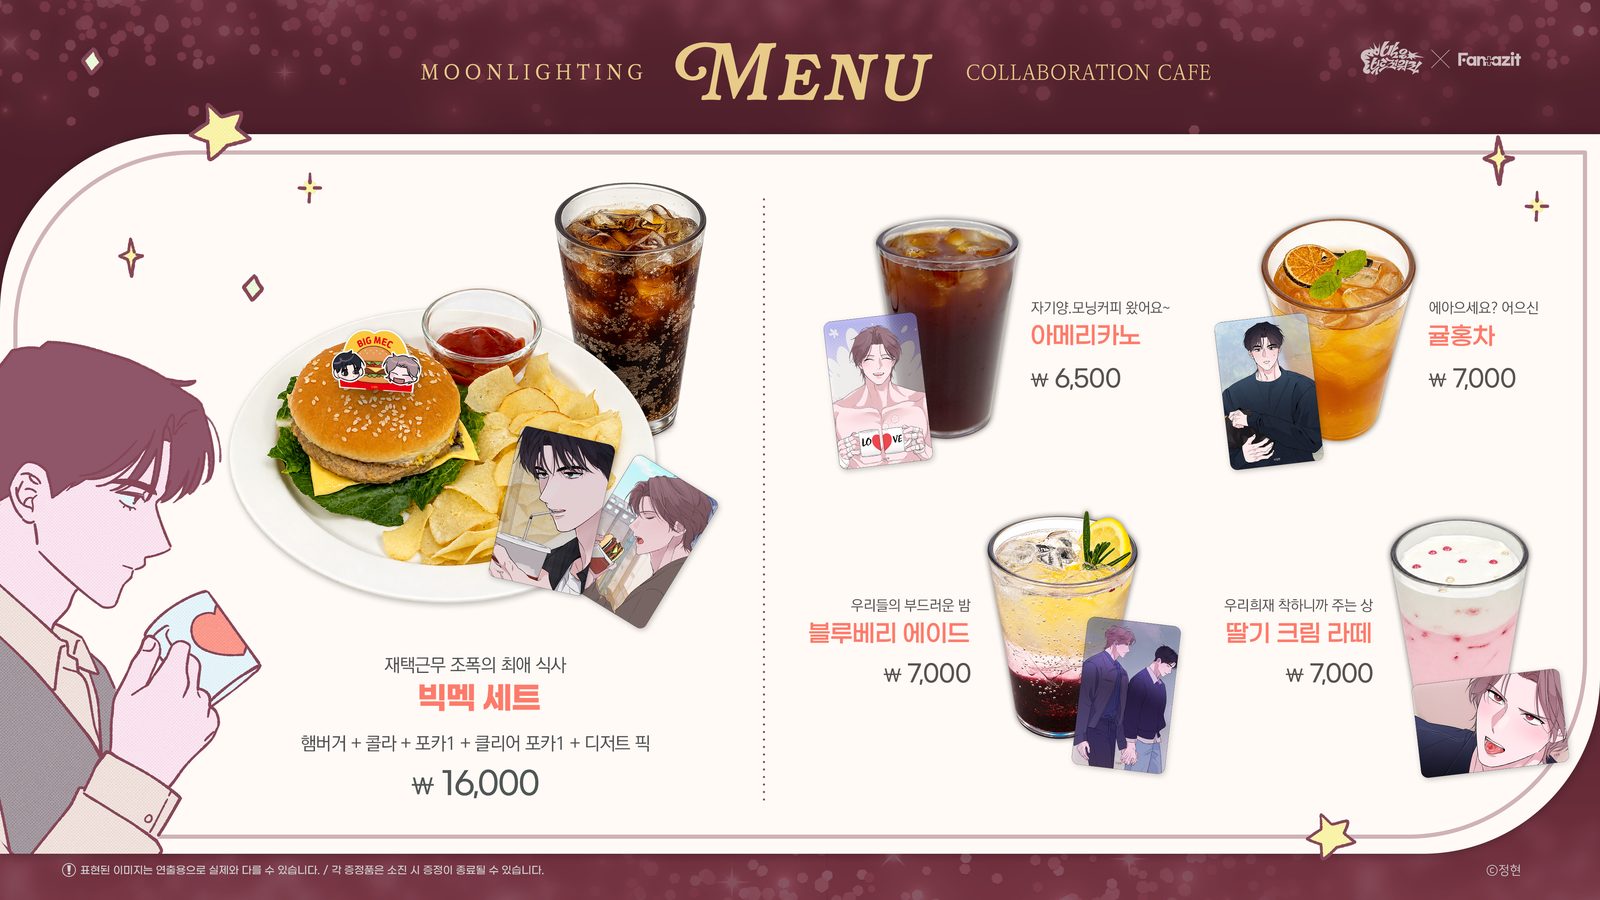 MOONLIGHTING MENU COLLABORATION CAFE
Fantazit
BIG MEC
재택근무 조폭의 최애 식사
빅멕 세트
햄버거 + 콜라 + 포카1 + 클리어 포카1 + 디저트 픽
₩ 16,000
자기양.모닝커피 왔어요~
아메리카노
₩ 6,500
LO VE
에아으세요? 어으신
귤홍차
₩ 7,000
우리들의 부드러운 밤
블루베리 에이드
₩ 7,000
우리희재 착하니까 주는 상
딸기 크림 라떼
₩ 7,000
표현된 이미지는 연출용으로 실제와 다를 수 있습니다. / 각 증정품은 소진 시 증정이 종료될 수 있습니다.
©정현